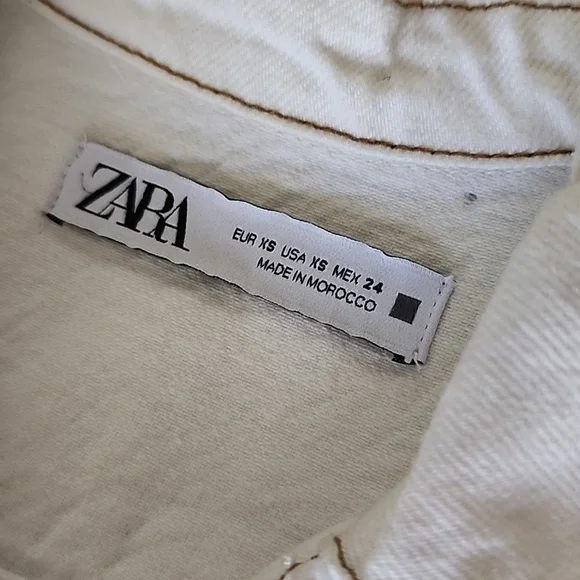 ZARA
EUR XS USA XS MEX 24
MADE IN MOROCCO